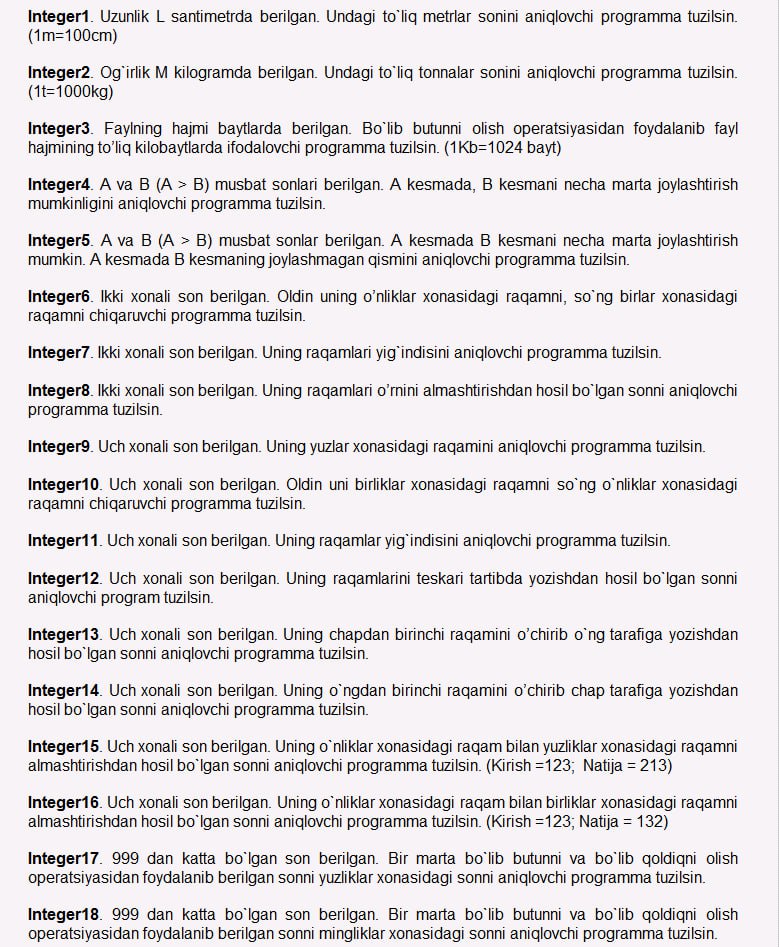 Integer1. Uzunlik L santimetrda berilgan. Undagi to`liq metrlar sonini aniqlovchi programma tuzilsin.
(1m=100cm)
Integer2. Og`irlik M kilogramda berilgan. Undagi to`liq tonnalar sonini aniqlovchi programma tuzilsin.
(1t=1000kg)
Integer3. Faylning hajmi baytlarda berilgan. Bo`lib butunni olish operatsiyasidan foydalanib fayl
hajmining to’liq kilobaytlarda ifodalovchi programma tuzilsin. (1Kb=1024 bayt)
Integer4. A va B (A > B) musbat sonlari berilgan. A kesmada, B kesmani necha marta joylashtirish
mumkinligini aniqlovchi programma tuzilsin.
Integer5. A va B (A > B) musbat sonlar berilgan. A kesmada B kesmani necha marta joylashtirish
mumkin. A kesmada B kesmaning joylashmagan qismini aniqlovchi programma tuzilsin.
Integer6. Ikki xonali son berilgan. Oldin uning o’nliklar xonasidagi raqamni, so`ng birlar xonasidagi
raqamni chiqaruvchi programma tuzilsin.
Integer7. Ikki xonali son berilgan. Uning raqamlari yig`indisini aniqlovchi programma tuzilsin.
Integer8. Ikki xonali son berilgan. Uning raqamlari o’rnini almashtirishdan hosil bo`lgan sonni aniqlovchi
programma tuzilsin.
Integer9. Uch xonali son berilgan. Uning yuzlar xonasidagi raqamini aniqlovchi programma tuzilsin.
Integer10. Uch xonali son berilgan. Oldin uni birliklar xonasidagi raqamni so`ng o`nliklar xonasidagi
raqamni chiqaruvchi programma tuzilsin.
Integer11. Uch xonali son berilgan. Uning raqamlar yig`indisini aniqlovchi programma tuzilsin.
Integer12. Uch xonali son berilgan. Uning raqamlarini teskari tartibda yozishdan hosil bo`lgan sonni
aniqlovchi program tuzilsin.
Integer13. Uch xonali son berilgan. Uning chapdan birinchi raqamini o’chirib o`ng tarafiga yozishdan
hosil bo`lgan sonni aniqlovchi programma tuzilsin.
Integer14. Uch xonali son berilgan. Uning o`ngdan birinchi raqamini o’chirib chap tarafiga yozishdan
hosil bo`lgan sonni aniqlovchi programma tuzilsin.
Integer15. Uch xonali son berilgan. Uning o`nliklar xonasidagi raqam bilan yuzliklar xonasidagi raqamni
almashtirishdan hosil bo`lgan sonni aniqlovchi programma tuzilsin. (Kirish =123; Natija = 213)
Integer16. Uch xonali son berilgan. Uning o`nliklar xonasidagi raqam bilan birliklar xonasidagi raqamni
almashtirishdan hosil bo`lgan sonni aniqlovchi programma tuzilsin. (Kirish =123; Natija = 132)
Integer17. 999 dan katta bo`lgan son berilgan. Bir marta bo`lib butunni va bo`lib qoldiqni olish
operatsiyasidan foydalanib berilgan sonni yuzliklar xonasidagi sonni aniqlovchi programma tuzilsin.
Integer18. 999 dan katta bo`lgan son berilgan. Bir marta bo`lib butunni va bo`lib qoldiqni olish
operatsiyasidan foydalanib berilgan sonni mingliklar xonasidagi sonni aniqlovchi programma tuzilsin.